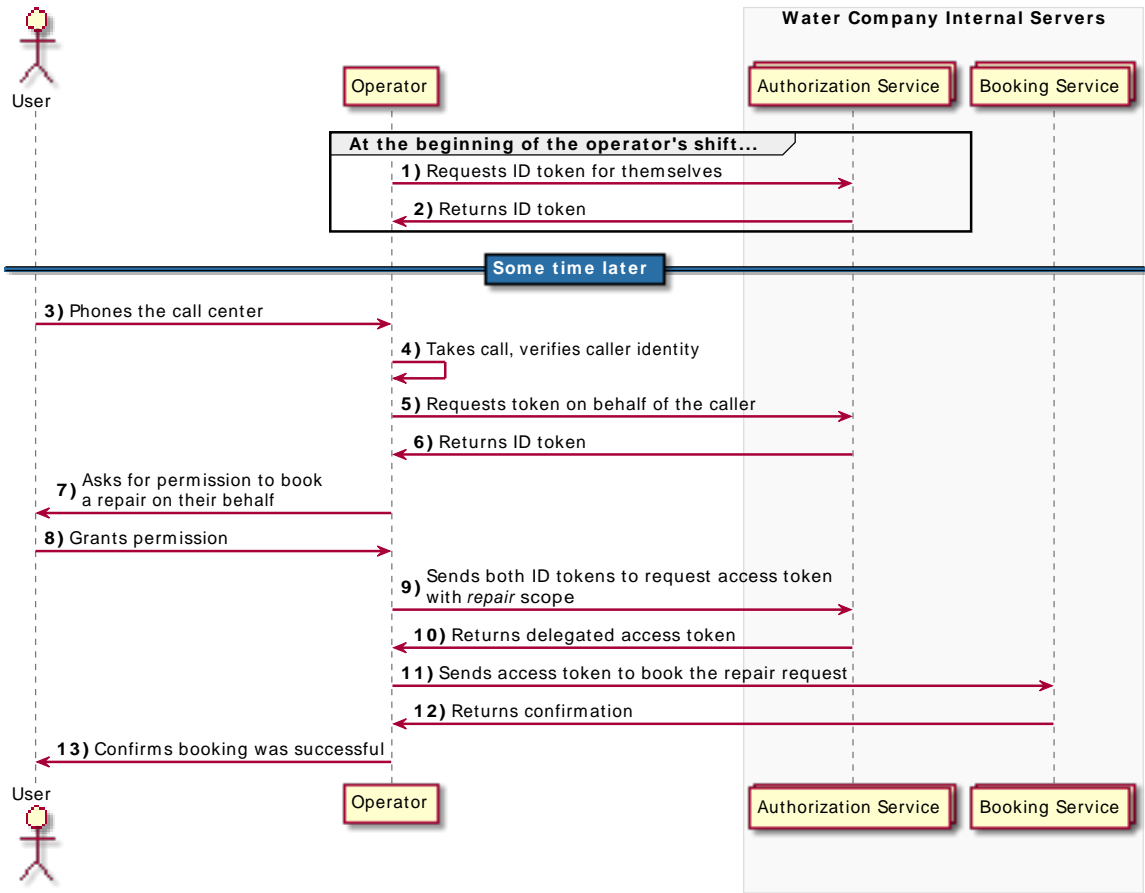 Water Company Internal Servers
User
Operator
Authorization Service
Booking Service
At the beginning of the operator's shift...
1) Requests ID token for themselves
2) Returns ID token
Some time later
3) Phones the call center
4) Takes call, verifies caller identity
5) Requests token on behalf of the caller
6) Returns ID token
7) Asks for permission to book
a repair on their behalf
8) Grants permission
9) Sends both ID tokens to request access token
with repair scope
10) Returns delegated access token
11) Sends access token to book the repair request
12) Returns confirmation
13) Confirms booking was successful
User
Operator
Authorization Service
Booking Service